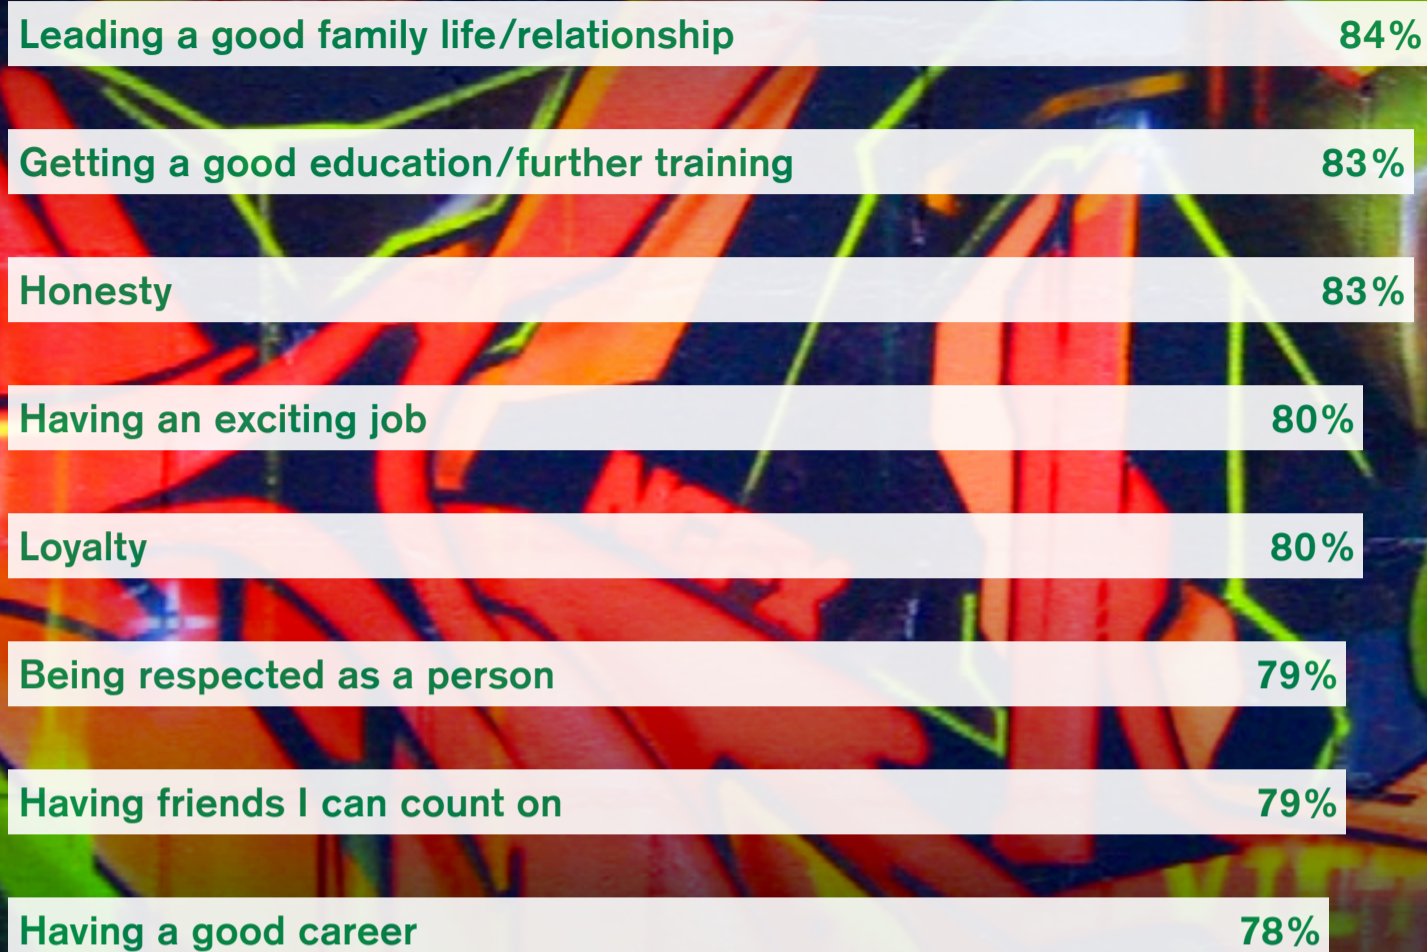 Leading a good family life/relationship 84%
Getting a good education/further training 83%
Honesty 83%
Having an exciting job 80%
Loyalty 80%
Being respected as a person 79%
Having friends I can count on 79%
Having a good career 78%